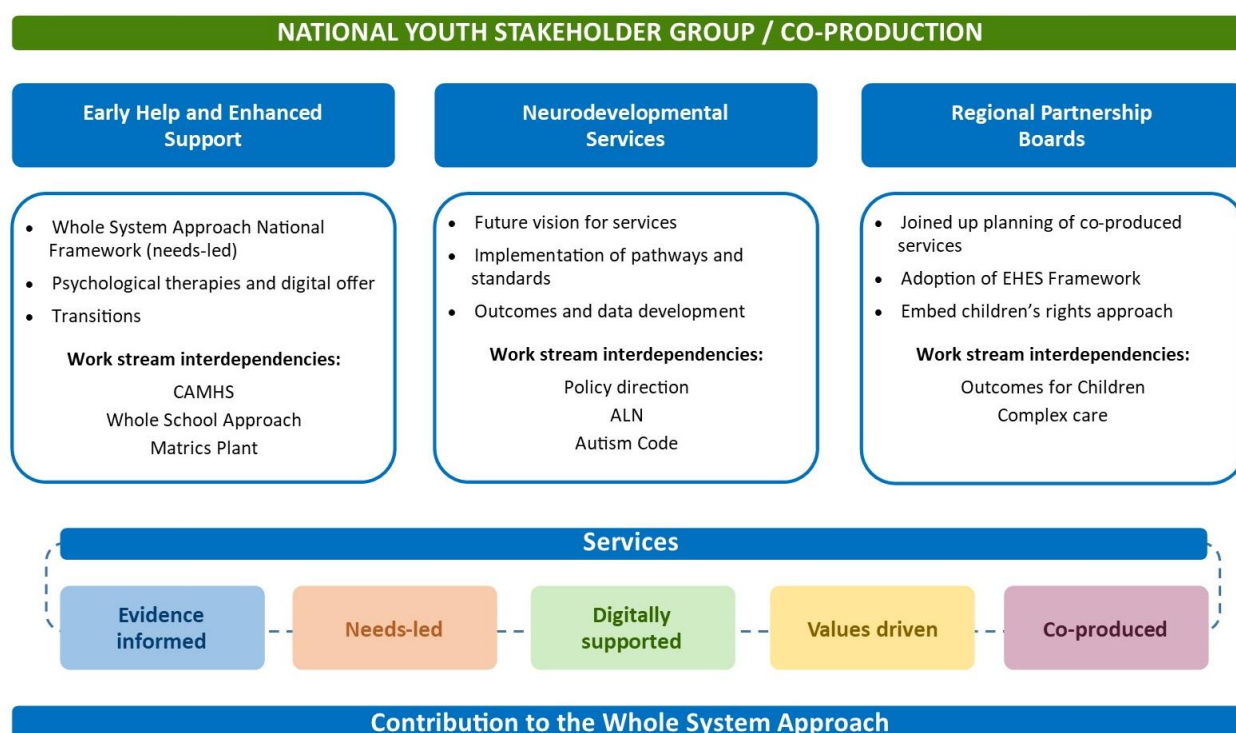 NATIONAL YOUTH STAKEHOLDER GROUP / CO-PRODUCTION
Early Help and Enhanced
Support
• Whole System Approach National
Framework (needs-led)
• Psychological therapies and digital offer
• Transitions
Work stream interdependencies:
CAMHS
Whole School Approach
Matrics Plant
Neurodevelopmental
Services
• Future vision for services
• Implementation of pathways and
standards
• Outcomes and data development
Work stream interdependencies:
Policy direction
ALN
Autism Code
Regional Partnership
Boards
• Joined up planning of co-produced
services
• Adoption of EHES Framework
• Embed children’s rights approach
Work stream interdependencies:
Outcomes for Children
Complex care
Services
Evidence
informed
Needs-led
Digitally
supported
Values driven
Co-produced
Contribution to the Whole System Approach